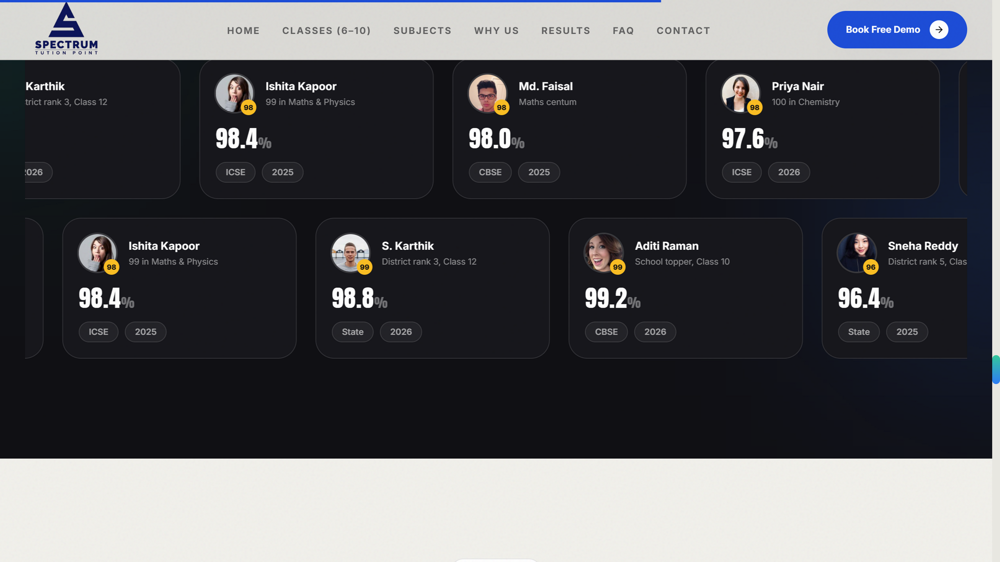 SPECTRUM
TUTION POINT
HOME CLASSES (6–10) SUBJECTS WHY US RESULTS FAQ CONTACT
Book Free Demo
Karthik
trict rank 3, Class 12
2026
Ishita Kapoor
99 in Maths & Physics
98
98.4%
ICSE 2025
Md. Faisal
Maths centum
98
98.0%
CBSE 2025
Priya Nair
100 in Chemistry
98
97.6%
ICSE 2026
Ishita Kapoor
99 in Maths & Physics
98
98.4%
ICSE 2025
S. Karthik
District rank 3, Class 12
99
98.8%
State 2026
Aditi Raman
School topper, Class 10
99
99.2%
CBSE 2026
Sneha Reddy
District rank 5, Clas
96
96.4%
State 2025